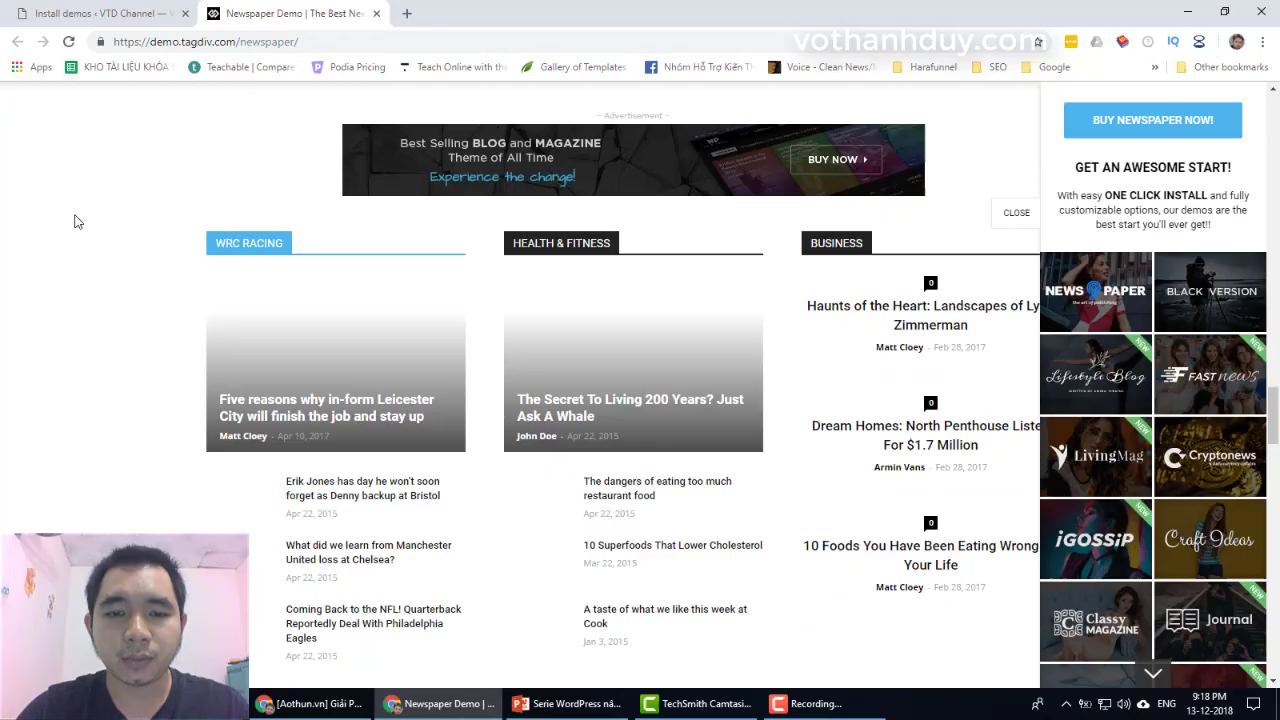 Install demos - VTD Channel
Newspaper Demo | The Best Ne
https://demo.tagdiv.com/newspaper/
vothanhduy.com
Apps
KHO TÀI LIỆU KHÓA
Teachable | Compare
Podia Pricing
Teach Online with the
Gallery of Templates
Nhóm Hỗ Trợ Kiến T
Voice - Clean News/
Harafunnel
SEO
Google
»
Other bookmarks
- Advertisement -
Best Selling BLOG and MAGAZINE
Theme of All Time
Experience the change!
BUY NOW
CLOSE
WRC RACING
Five reasons why in-form Leicester
City will finish the job and stay up
Matt Cloey - Apr 10, 2017
Erik Jones has day he won't soon
forget as Denny backup at Bristol
Apr 22, 2015
What did we learn from Manchester
United loss at Chelsea?
Apr 22, 2015
Coming Back to the NFL! Quarterback
Reportedly Deal With Philadelphia
Eagles
Apr 22, 2015
HEALTH & FITNESS
The Secret To Living 200 Years? Just
Ask A Whale
John Doe - Apr 22, 2015
The dangers of eating too much
restaurant food
Apr 22, 2015
10 Superfoods That Lower Cholesterol
Mar 22, 2015
A taste of what we like this week at
Cook
Jan 3, 2015
BUSINESS
0
Haunts of the Heart: Landscapes of Ly
Zimmerman
Matt Cloey - Feb 28, 2017
0
Dream Homes: North Penthouse Liste
For $1.7 Million
Armin Vans - Feb 28, 2017
0
10 Foods You Have Been Eating Wrong
Your Life
Matt Cloey - Feb 28, 2017
BUY NEWSPAPER NOW!
GET AN AWESOME START!
With easy ONE CLICK INSTALL and fully
customizable options, our demos are the
best start you'll ever get!!
NEWSPAPER
the art of publishing
BLACK VERSION
Lifestyle Blog
NEW
FAST news
NEW
LivingMag
NEW
Cryptonews
iGOSSiP
NEW
Craft Ideas
Classy
MAGAZINE
Journal
NEW
[Aothun.vn] Giải P...
Newspaper Demo | ...
Serie WordPress nâ...
TechSmith Camtasi...
Recording...
ENG
9:18 PM
13-12-2018